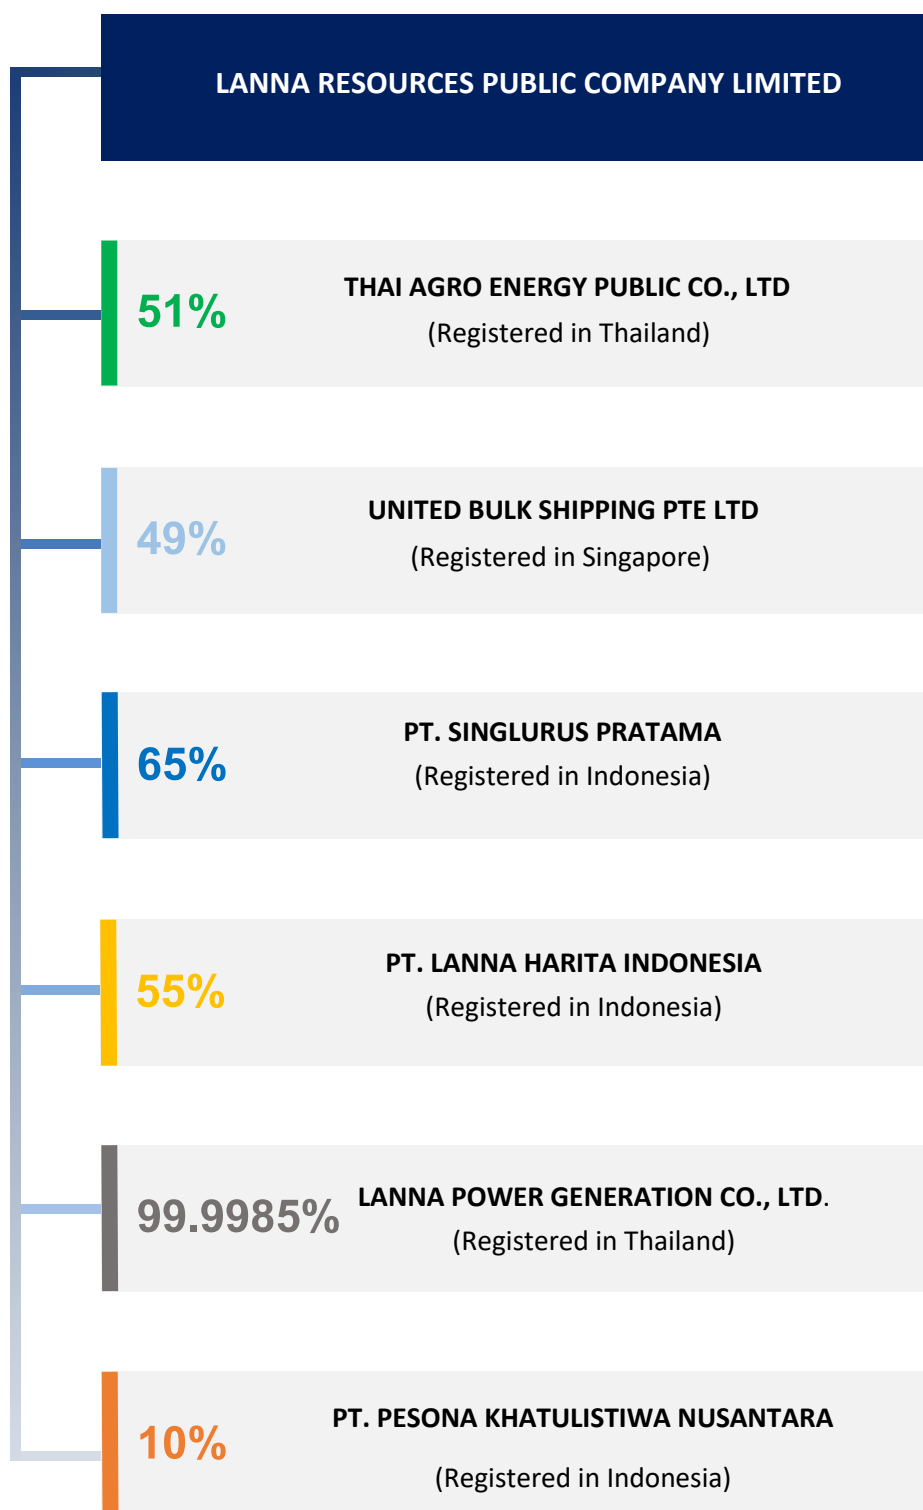 LANNA RESOURCES PUBLIC COMPANY LIMITED
51%
THAI AGRO ENERGY PUBLIC CO., LTD
(Registered in Thailand)
49%
UNITED BULK SHIPPING PTE LTD
(Registered in Singapore)
65%
PT. SINGLURUS PRATAMA
(Registered in Indonesia)
55%
PT. LANNA HARITA INDONESIA
(Registered in Indonesia)
99.9985%
LANNA POWER GENERATION CO., LTD.
(Registered in Thailand)
10%
PT. PESONA KHATULISTIWA NUSANTARA
(Registered in Indonesia)